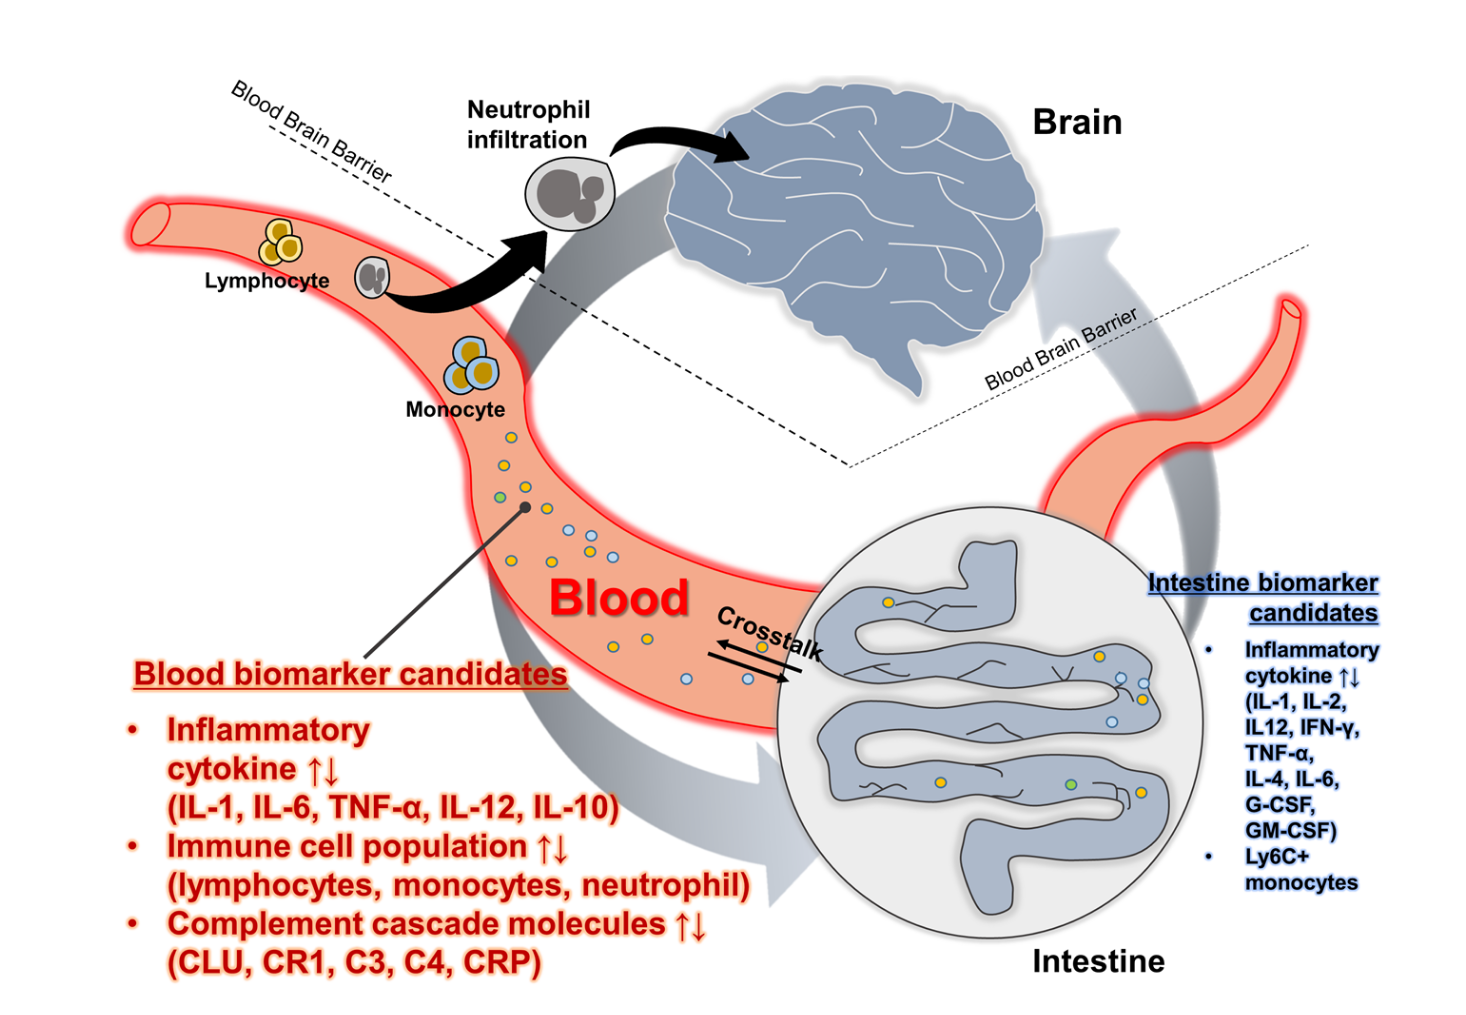 Blood Brain Barrier
Neutrophil
infiltration
Brain
Lymphocyte
Monocyte
Blood Brain Barrier
Blood
Crosstalk
Intestine biomarker
candidates
• Inflammatory
cytokine ↑↓
(IL-1, IL-2,
IL12, IFN-γ,
TNF-α,
IL-4, IL-6,
G-CSF,
GM-CSF)
• Ly6C+
monocytes
Blood biomarker candidates
• Inflammatory
cytokine ↑↓
(IL-1, IL-6, TNF-α, IL-12, IL-10)
• Immune cell population ↑↓
(lymphocytes, monocytes, neutrophil)
• Complement cascade molecules ↑↓
(CLU, CR1, C3, C4, CRP)
Intestine